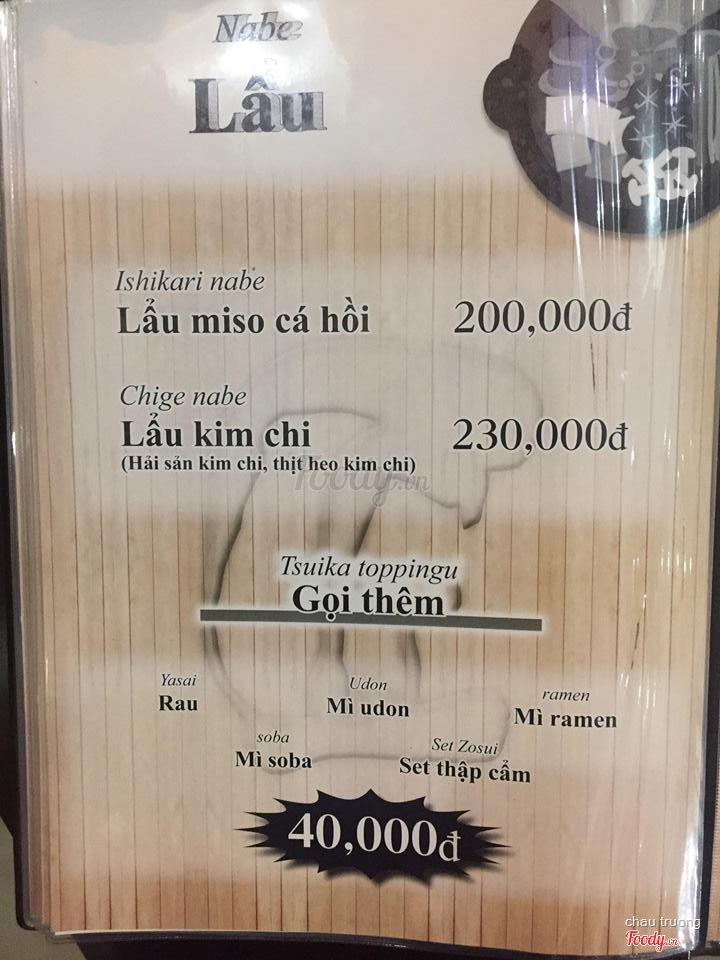 Nabe
Lẩu
Ishikari nabe
Lẩu miso cá hồi 200,000đ
Chige nabe
Lẩu kim chi 230,000đ
(Hải sản kim chi, thịt heo kim chi)
Foody.vn
Tsuika toppingu
Gọi thêm
Yasai Udon ramen
Rau Mì udon Mì ramen
soba Set Zosui
Mì soba Set thập cẩm
40,000đ
chau truong
Foody.vn